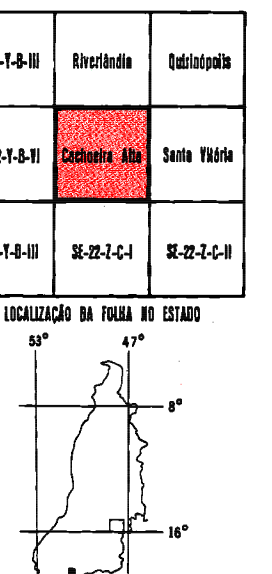 -Y-B-III Riverlândia Quirinópolis
-Y-B-VI Cachoeira Alta Santa Vitória
-Y-D-III SE-22-Z-C-I SE-22-Z-C-II
LOCALIZAÇÃO DA FOLHA NO ESTADO
53° 47°
8°
16°